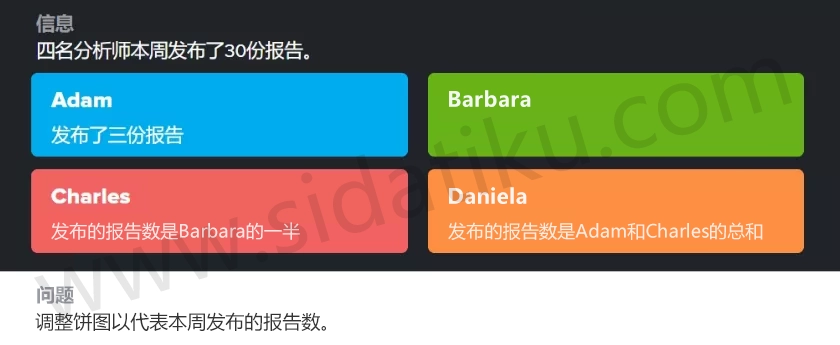 信息
四名分析师本周发布了30份报告。
Adam
发布了三份报告
Barbara
Charles
发布的报告数是Barbara的一半
Daniela
发布的报告数是Adam和Charles的总和
www.sidatiku.com
问题
调整饼图以代表本周发布的报告数。